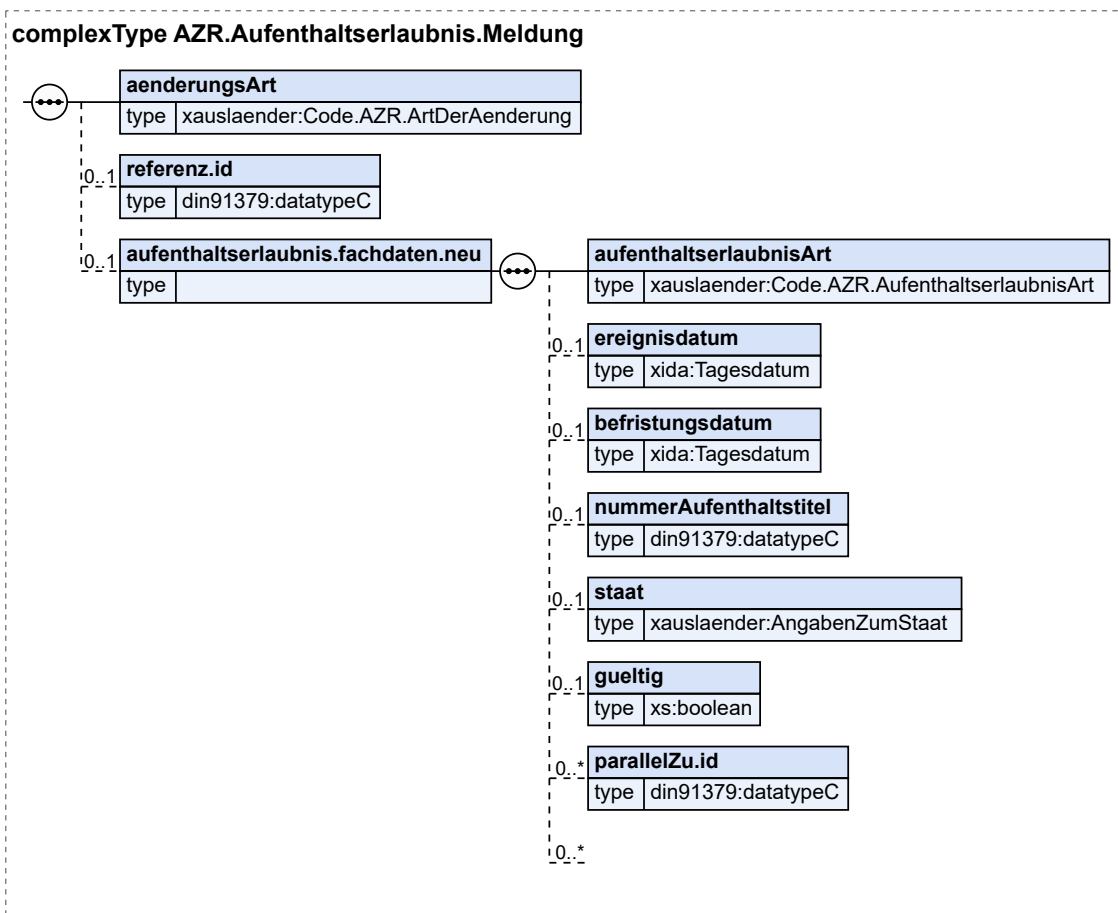 complexType AZR.Aufenthaltserlaubnis.Meldung
aenderungsArt
type xauslaender:Code.AZR.ArtDerAenderung
0..1 referenz.id
type din91379:datatypeC
0..1 aufenthaltserlaubnis.fachdaten.neu
type
aufenthaltserlaubnisArt
type xauslaender:Code.AZR.AufenthaltserlaubnisArt
0..1 ereignisdatum
type xida:Tagesdatum
0..1 befristungsdatum
type xida:Tagesdatum
0..1 nummerAufenthaltstitel
type din91379:datatypeC
0..1 staat
type xauslaender:AngabenZumStaat
0..1 gueltig
type xs:boolean
0..* parallelZu.id
type din91379:datatypeC
0..*